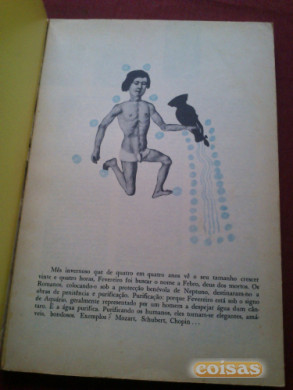 Mês invernoso que de quatro em quatro anos vê o seu tamanho crescer
vinte e quatro horas, Fevereiro foi buscar o nome a Febro, deus dos mortos. Os
Romanos, colocando-o sob a protecção benévola de Neptuno, destinaram-no a
obras de penitência e purificação. Purificação: porque Fevereiro está sob o signo
de Aquário, geralmente representado por um homem a despejar água dum cân-
taro. E a água purifica. Purificando os humanos, eles tornam-se elegantes, amá-
veis, bondosos. Exemplos? Mozart, Schubert, Chopin . . .
coisas